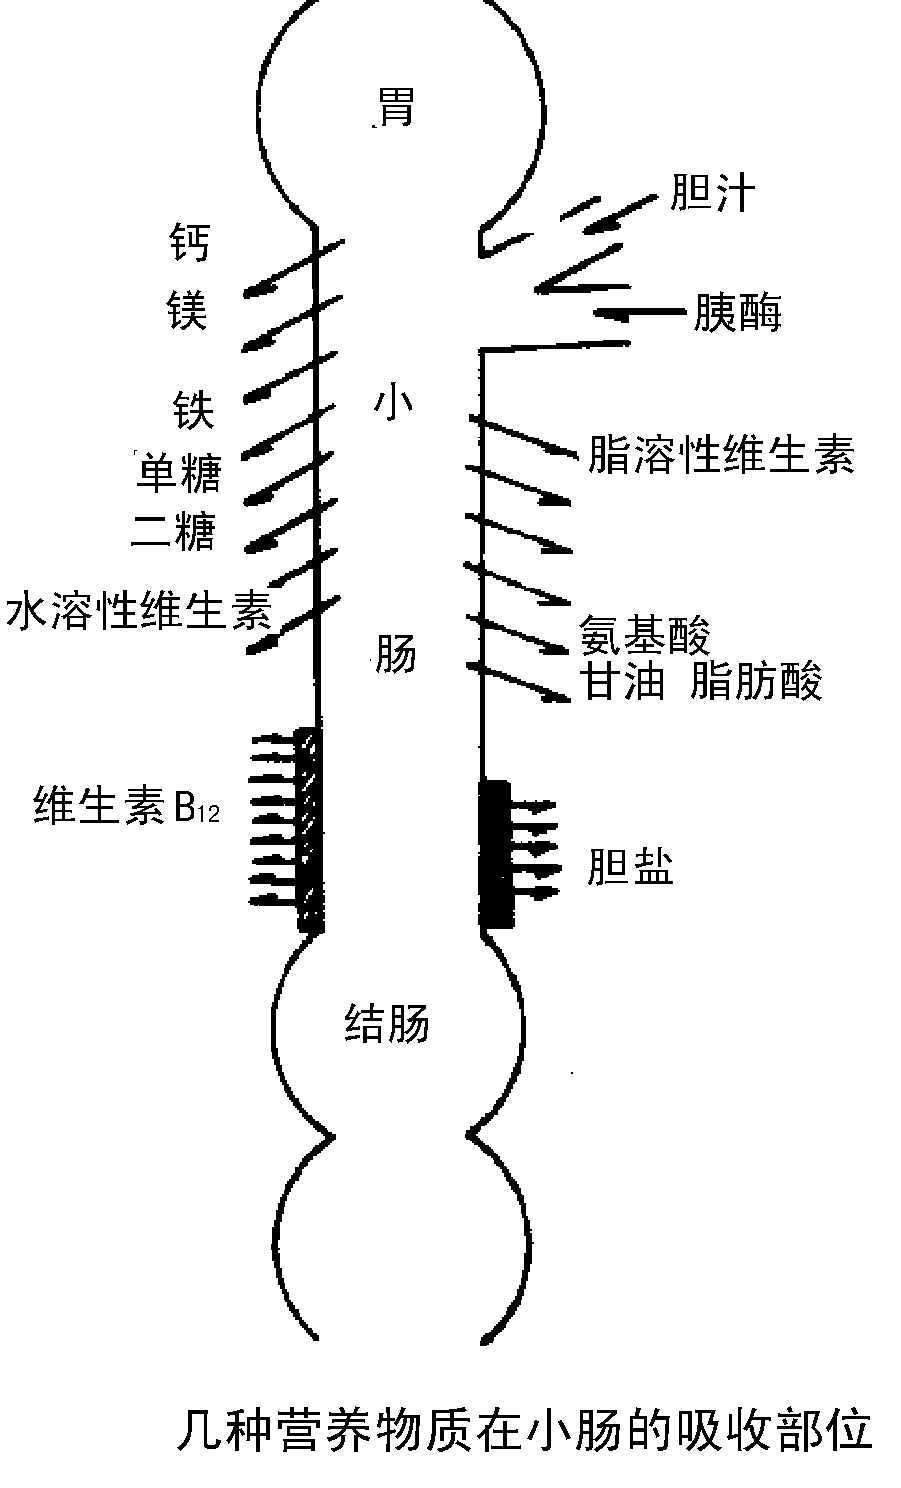 胃
胆汁
钙
镁
胰酶
铁
小
脂溶性维生素
单糖
二糖
水溶性维生素
氨基酸
肠
甘油 脂肪酸
维生素B₁₂
胆盐
结肠
几种营养物质在小肠的吸收部位